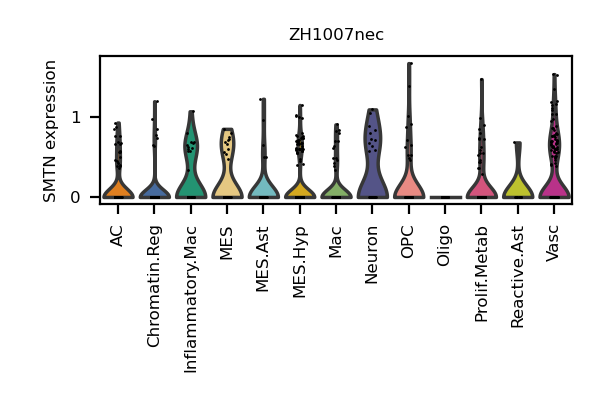 ZH1007nec
SMTN expression
1
0
AC
Chromatin.Reg
Inflammatory.Mac
MES
MES.Ast
MES.Hyp
Mac
Neuron
OPC
Oligo
Prolif.Metab
Reactive.Ast
Vasc